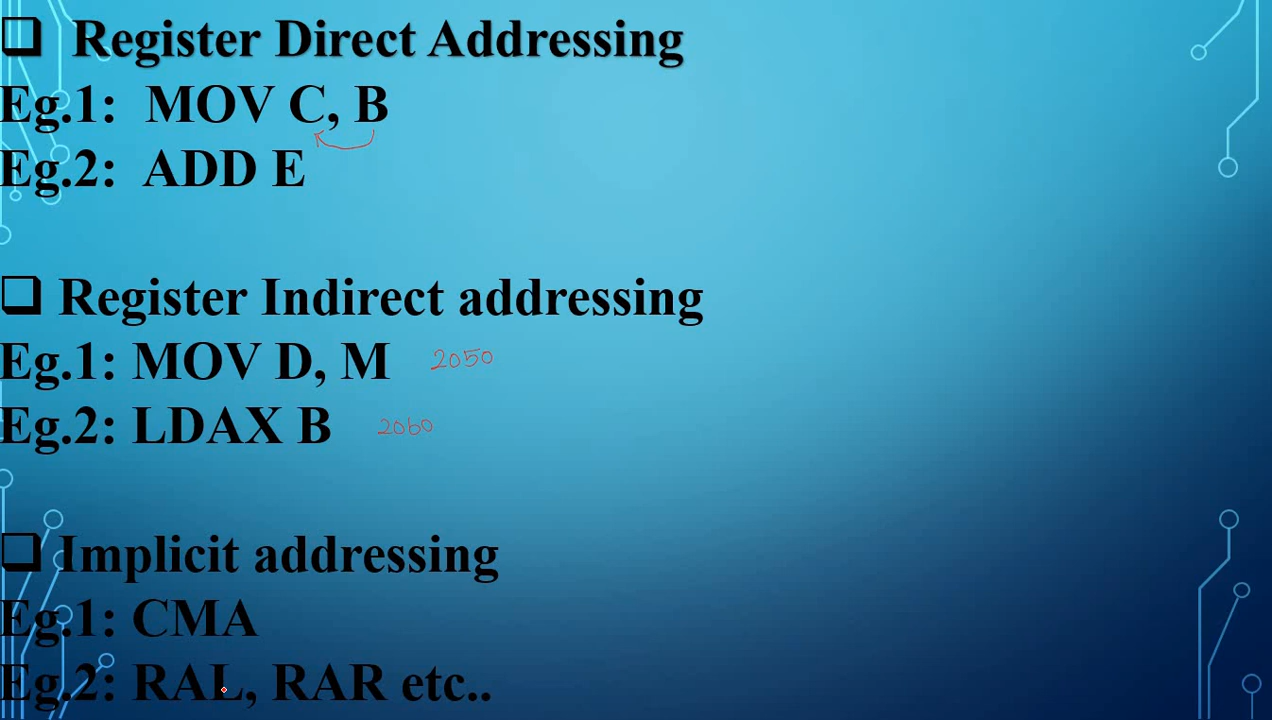 Register Direct Addressing
Eg.1: MOV C, B
Eg.2: ADD E
Register Indirect addressing
Eg.1: MOV D, M 2050
Eg.2: LDAX B 2060
Implicit addressing
Eg.1: CMA
Eg.2: RAL, RAR etc..